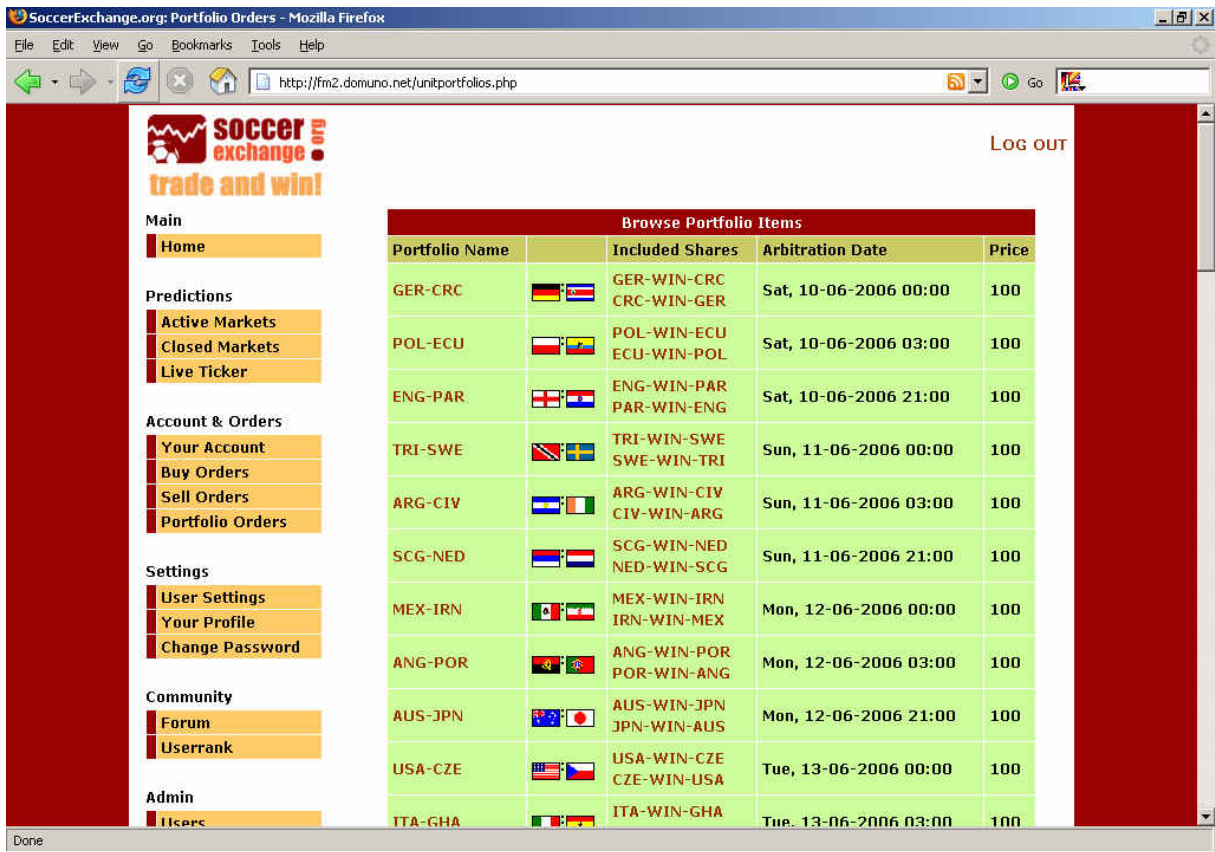 SoccerExchange.org: Portfolio Orders - Mozilla Firefox
File Edit View Go Bookmarks Tools Help
http://fm2.domuno.net/unitportfolios.php Go
soccer .org
exchange
trade and win!
LOG OUT
Main
Home
Predictions
Active Markets
Closed Markets
Live Ticker
Account & Orders
Your Account
Buy Orders
Sell Orders
Portfolio Orders
Settings
User Settings
Your Profile
Change Password
Community
Forum
Userrank
Admin
Users
Browse Portfolio Items
Portfolio Name Included Shares Arbitration Date Price
GER-CRC GER-WIN-CRC Sat, 10-06-2006 00:00 100
CRC-WIN-GER
POL-ECU POL-WIN-ECU Sat, 10-06-2006 03:00 100
ECU-WIN-POL
ENG-PAR ENG-WIN-PAR Sat, 10-06-2006 21:00 100
PAR-WIN-ENG
TRI-SWE TRI-WIN-SWE Sun, 11-06-2006 00:00 100
SWE-WIN-TRI
ARG-CIV ARG-WIN-CIV Sun, 11-06-2006 03:00 100
CIV-WIN-ARG
SCG-NED SCG-WIN-NED Sun, 11-06-2006 21:00 100
NED-WIN-SCG
MEX-IRN MEX-WIN-IRN Mon, 12-06-2006 00:00 100
IRN-WIN-MEX
ANG-POR ANG-WIN-POR Mon, 12-06-2006 03:00 100
POR-WIN-ANG
AUS-JPN AUS-WIN-JPN Mon, 12-06-2006 21:00 100
JPN-WIN-AUS
USA-CZE USA-WIN-CZE Tue, 13-06-2006 00:00 100
CZE-WIN-USA
ITA-GHA ITA-WIN-GHA Tue, 13-06-2006 03:00 100
Done